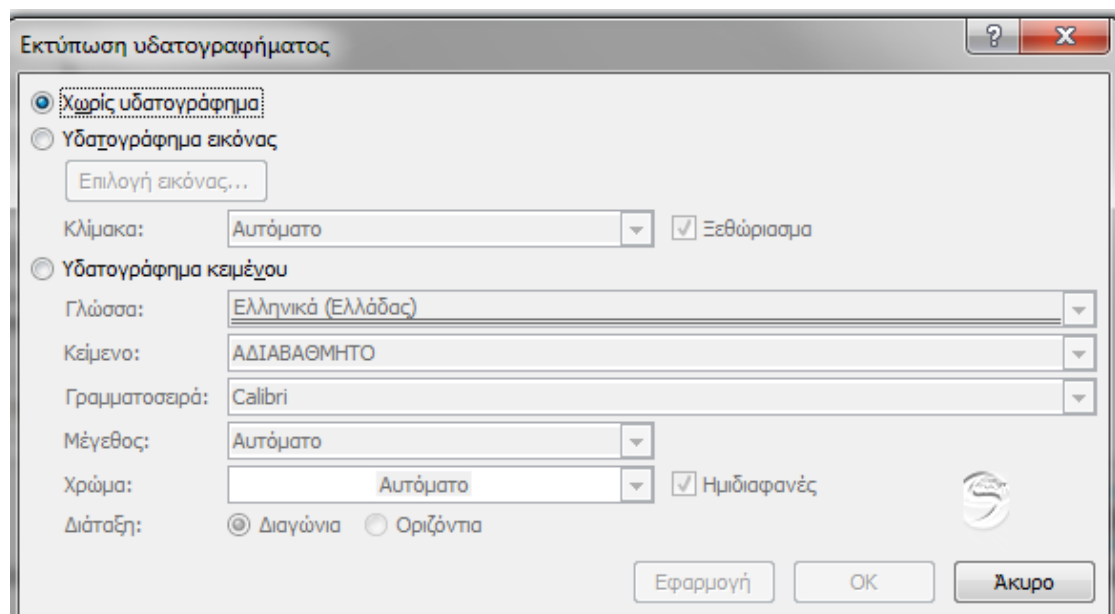 Εκτύπωση υδατογραφήματος
? X
Χωρίς υδατογράφημα
Υδατογράφημα εικόνας
Επιλογή εικόνας...
Κλίμακα: Αυτόματο Ξεθώριασμα
Υδατογράφημα κειμένου
Γλώσσα: Ελληνικά (Ελλάδας)
Κείμενο: ΑΔΙΑΒΑΘΜΗΤΟ
Γραμματοσειρά: Calibri
Μέγεθος: Αυτόματο
Χρώμα: Αυτόματο Ημιδιαφανές
Διάταξη: Διαγώνια Οριζόντια
Εφαρμογή OK Άκυρο